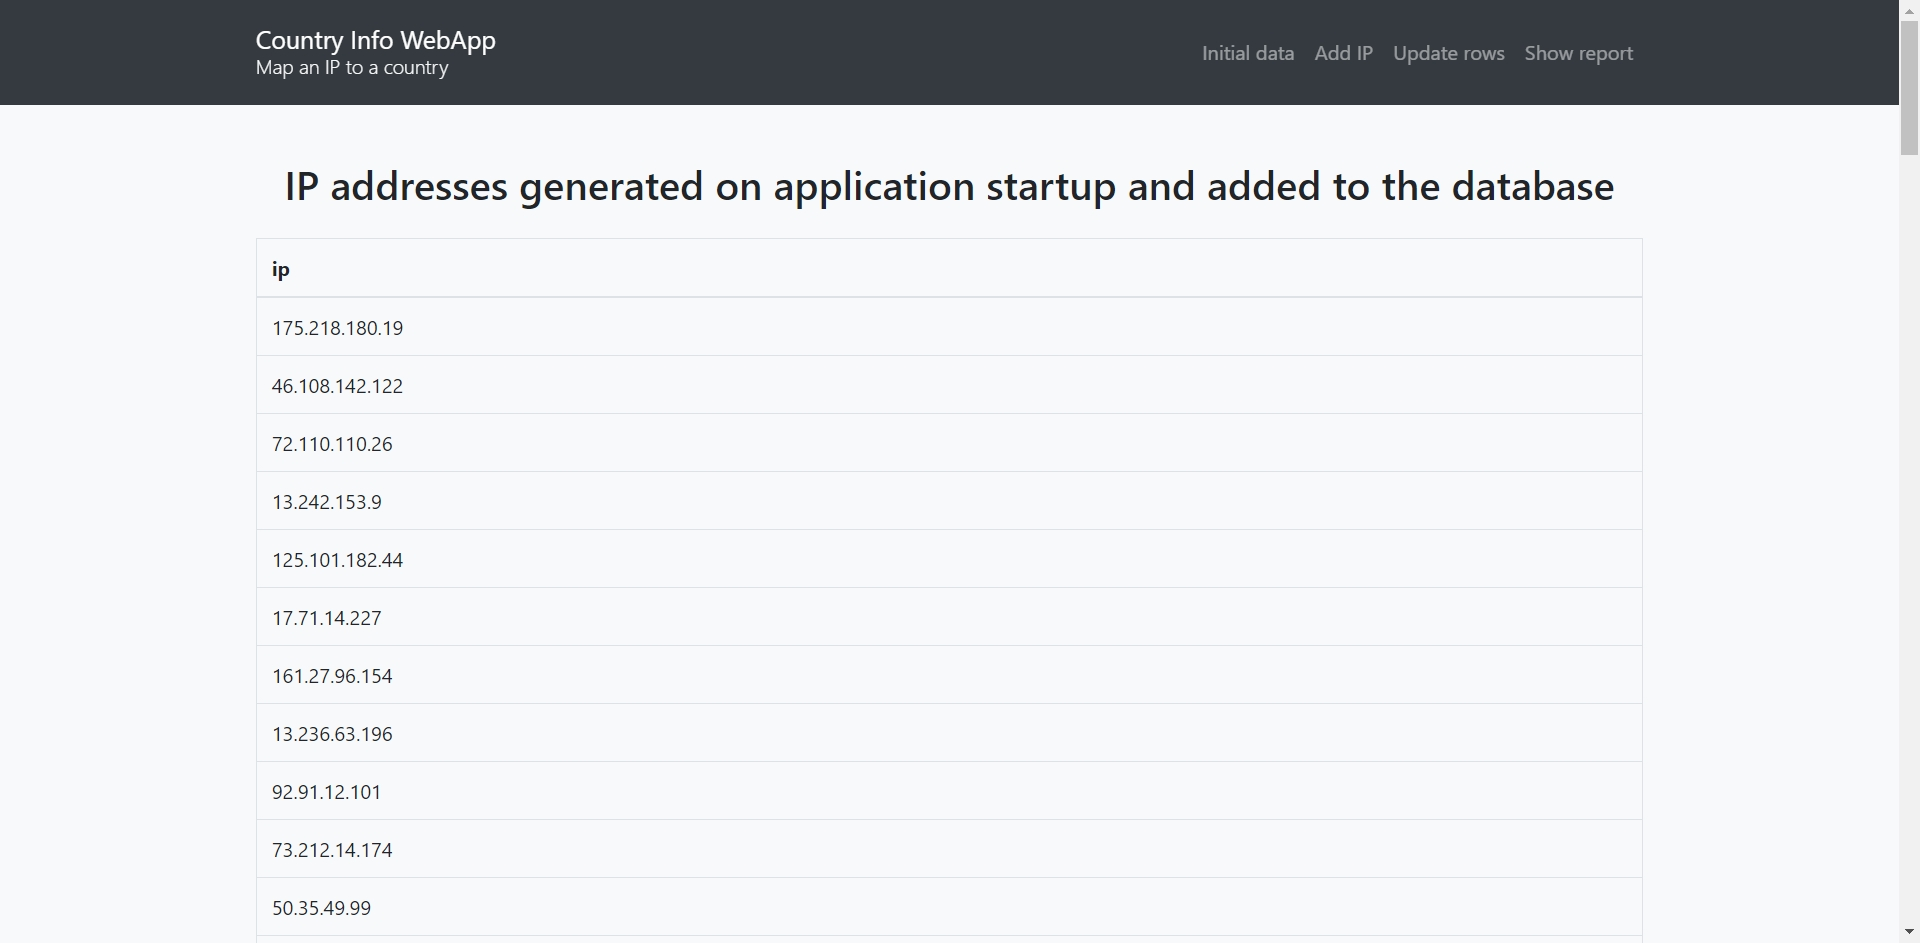 Country Info WebApp
Map an IP to a country
Initial data Add IP Update rows Show report
IP addresses generated on application startup and added to the database
ip
175.218.180.19
46.108.142.122
72.110.110.26
13.242.153.9
125.101.182.44
17.71.14.227
161.27.96.154
13.236.63.196
92.91.12.101
73.212.14.174
50.35.49.99